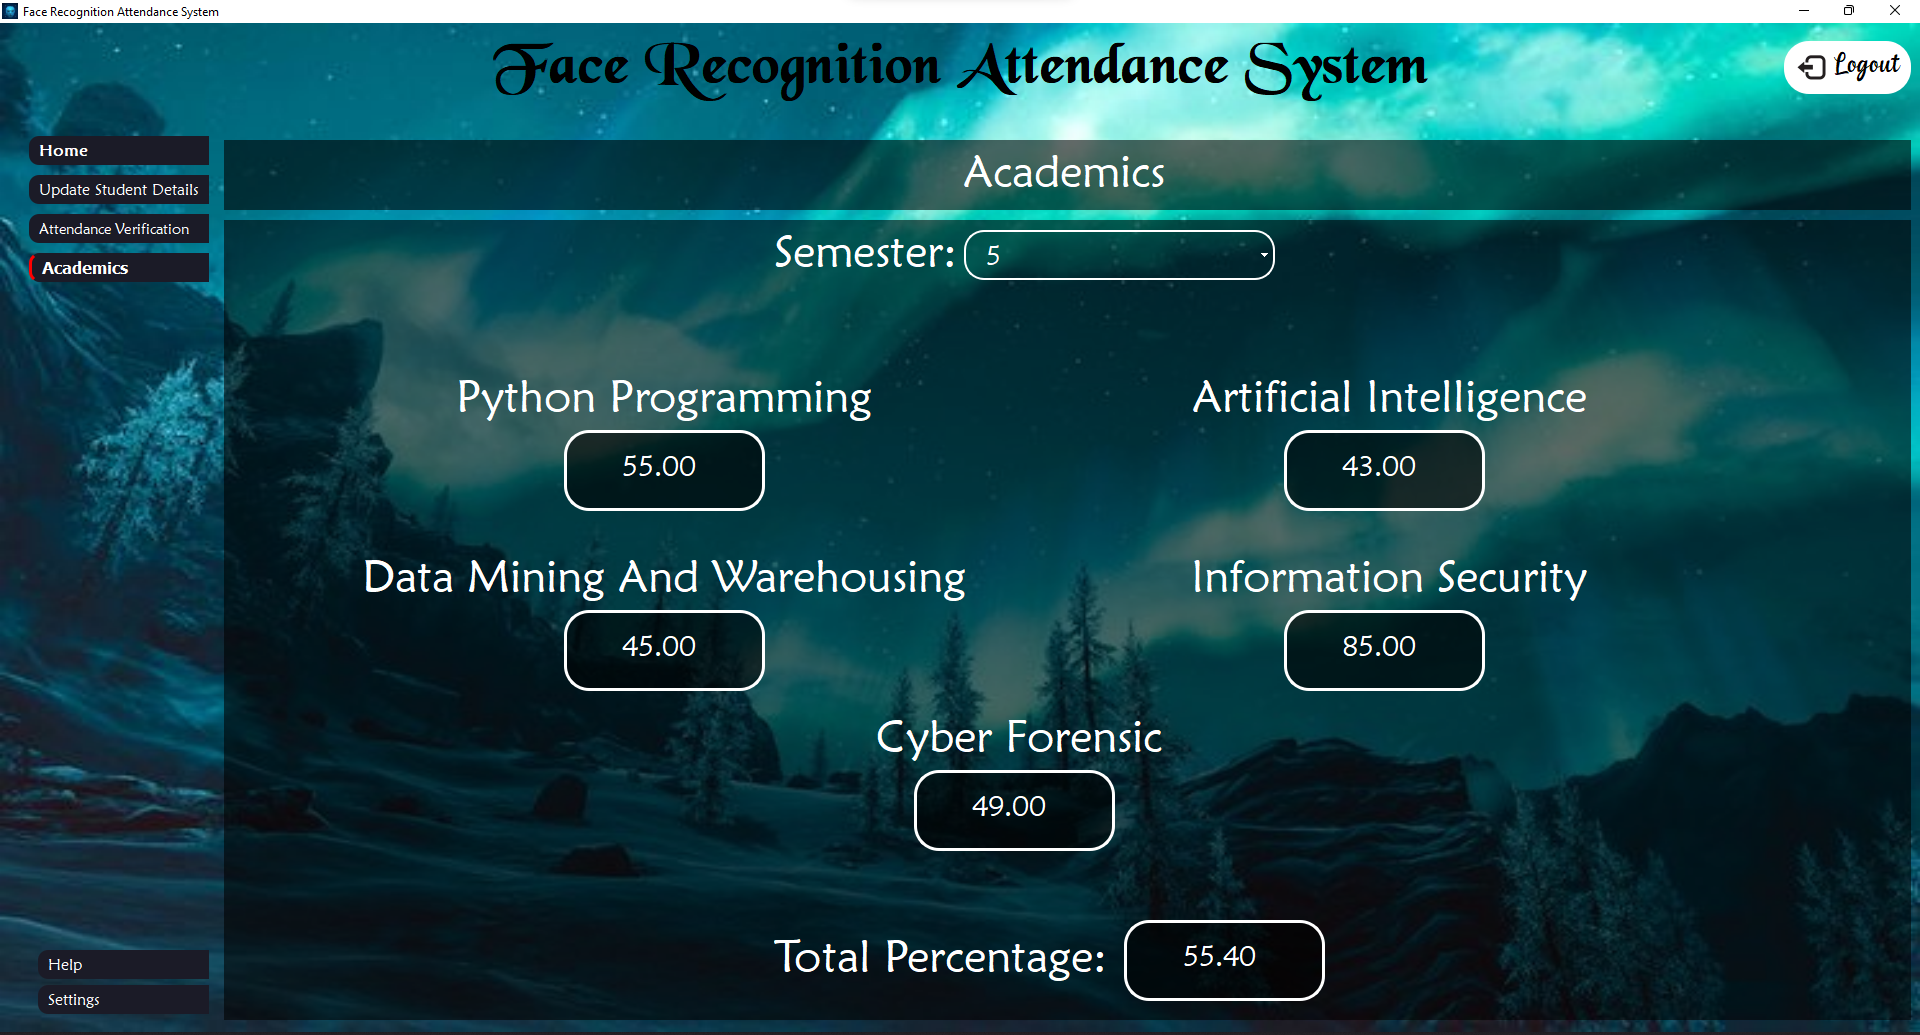 Face Recognition Attendance System
Face Recognition Attendance System
Logout
Home
Update Student Details
Attendance Verification
Academics
Academics
Semester: 5
Python Programming
55.00
Artificial Intelligence
43.00
Data Mining And Warehousing
45.00
Information Security
85.00
Cyber Forensic
49.00
Total Percentage: 55.40
Help
Settings